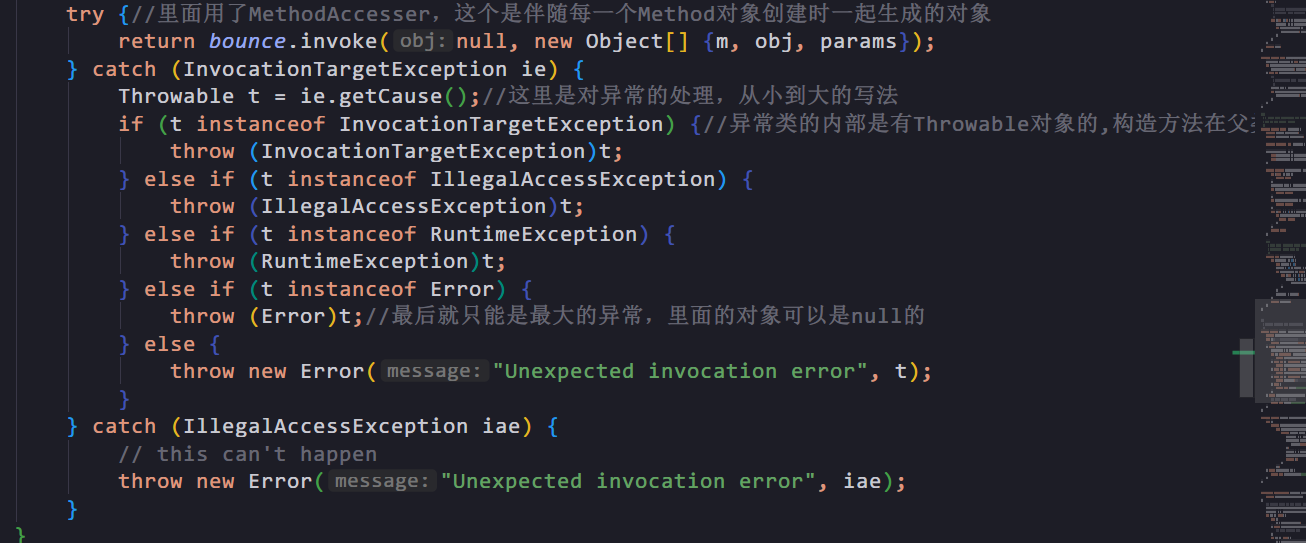 try {//里面用了MethodAccesser，这个是伴随每一个Method对象创建时一起生成的对象
return bounce.invoke( obj: null, new Object[] {m, obj, params});
} catch (InvocationTargetException ie) {
Throwable t = ie.getCause();//这里是对异常的处理，从小到大的写法
if (t instanceof InvocationTargetException) {//异常类的内部是有Throwable对象的,构造方法在父
throw (InvocationTargetException)t;
} else if (t instanceof IllegalAccessException) {
throw (IllegalAccessException)t;
} else if (t instanceof RuntimeException) {
throw (RuntimeException)t;
} else if (t instanceof Error) {
throw (Error)t;//最后就只能是最大的异常，里面的对象可以是null的
} else {
throw new Error( message: "Unexpected invocation error", t);
}
} catch (IllegalAccessException iae) {
// this can't happen
throw new Error( message: "Unexpected invocation error", iae);
}
}